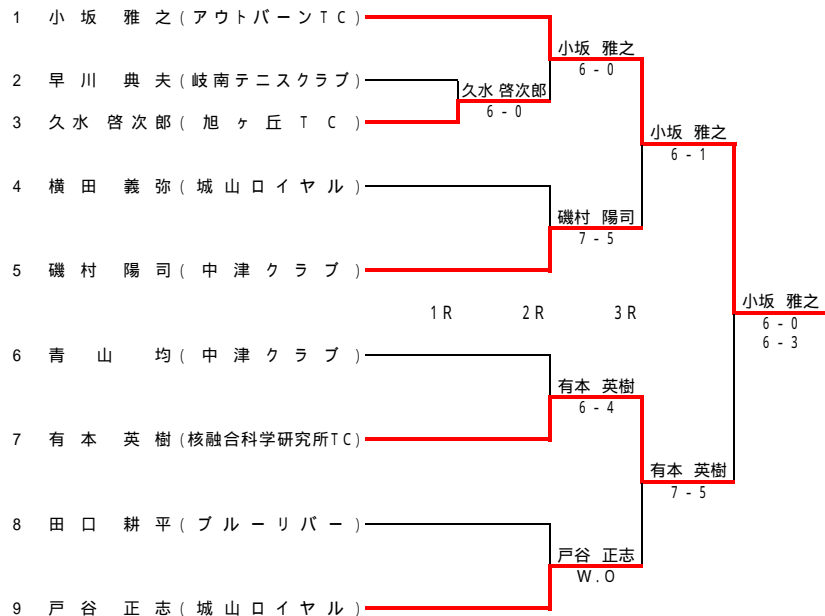 1 小坂 雅之(アウトバーンTC)
小坂 雅之
6-0
2 早川 典夫(岐南テニスクラブ)
久水 啓次郎
6-0
3 久水 啓次郎(旭ヶ丘TC)
小坂 雅之
6-1
4 横田 義弥(城山ロイヤル)
磯村 陽司
7-5
5 磯村 陽司(中津クラブ)
1R 2R 3R
小坂 雅之
6-0
6-3
6 青山 均(中津クラブ)
有本 英樹
6-4
7 有本 英樹(核融合科学研究所TC)
有本 英樹
7-5
8 田口 耕平(ブルーリバー)
戸谷 正志
W.O
9 戸谷 正志(城山ロイヤル)